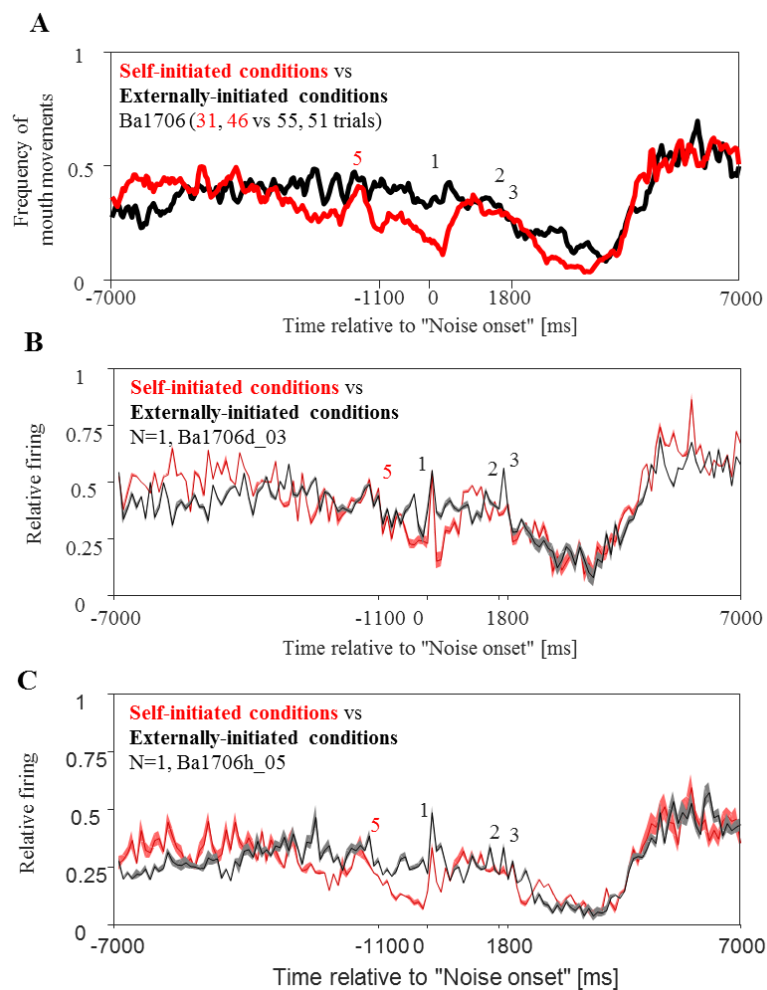 A
1
Self-initiated conditions vs
Externally-initiated conditions
Ba1706 (31, 46 vs 55, 51 trials)
5
1
2
3
0.5
0
Frequency of
mouth movements
-7000
-1100
0
1800
7000
Time relative to "Noise onset" [ms]
B
1
Self-initiated conditions vs
Externally-initiated conditions
N=1, Ba1706d_03
0.75
5
1
2
3
0.5
0.25
0
Relative firing
-7000
-1100
0
1800
7000
Time relative to "Noise onset" [ms]
C
1
Self-initiated conditions vs
Externally-initiated conditions
N=1, Ba1706h_05
0.75
5
1
2
3
0.5
0.25
0
Relative firing
-7000
-1100
0
1800
7000
Time relative to "Noise onset" [ms]